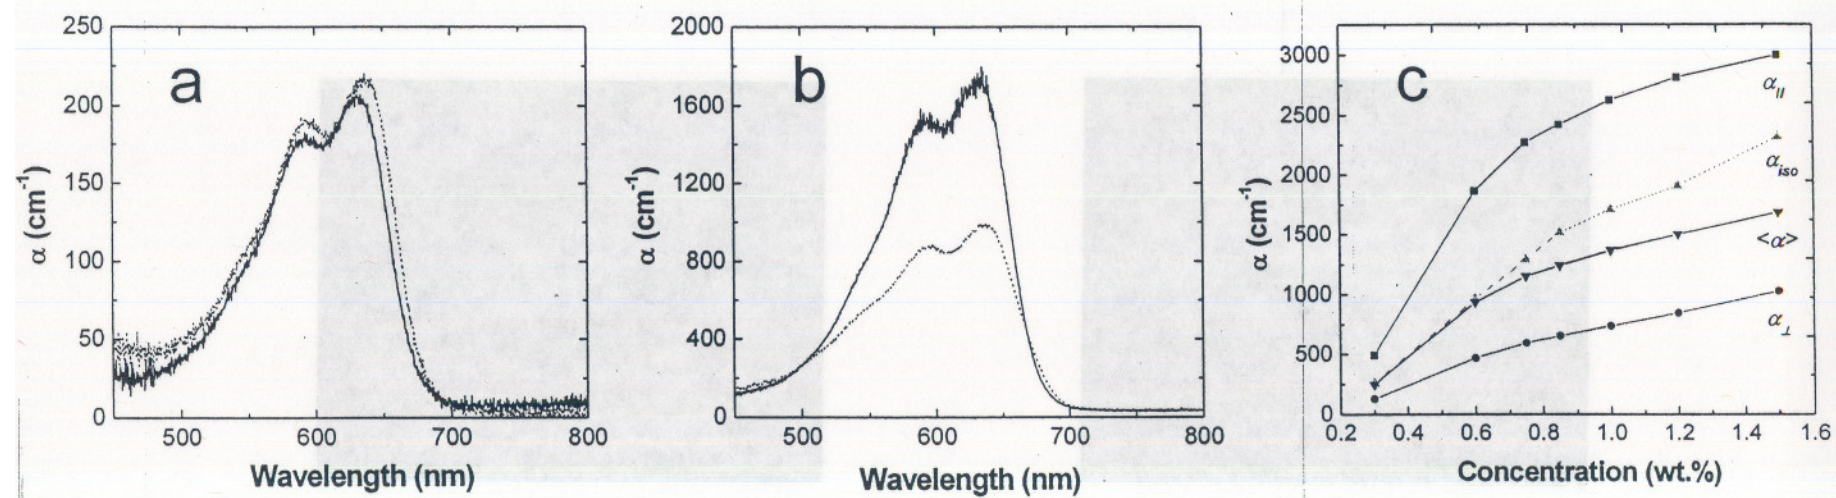 250
200
150
100
50
0
500
600
700
800
α (cm⁻¹)
Wavelength (nm)
a
2000
1600
1200
800
400
0
500
600
700
800
α (cm⁻¹)
Wavelength (nm)
b
3000
2500
2000
1500
1000
500
0
0.2
0.4
0.6
0.8
1.0
1.2
1.4
1.6
α (cm⁻¹)
Concentration (wt.%)
c
α||
αiso
<α>
α⊥